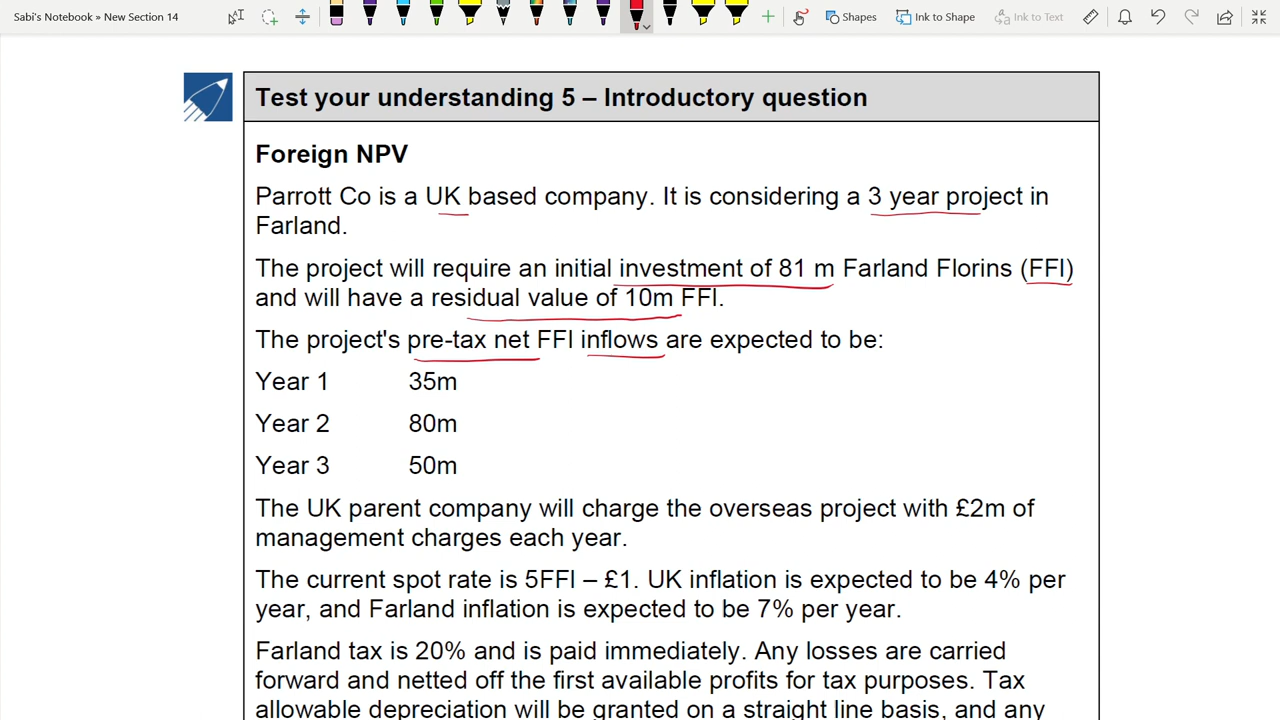 Sabi's Notebook » New Section 14
Shapes
Ink to Shape
Ink to Text
Test your understanding 5 – Introductory question
Foreign NPV
Parrott Co is a UK based company. It is considering a 3 year project in
Farland.
The project will require an initial investment of 81 m Farland Florins (FFI)
and will have a residual value of 10m FFI.
The project's pre-tax net FFI inflows are expected to be:
Year 1 35m
Year 2 80m
Year 3 50m
The UK parent company will charge the overseas project with £2m of
management charges each year.
The current spot rate is 5FFI – £1. UK inflation is expected to be 4% per
year, and Farland inflation is expected to be 7% per year.
Farland tax is 20% and is paid immediately. Any losses are carried
forward and netted off the first available profits for tax purposes. Tax
allowable depreciation will be granted on a straight line basis, and any